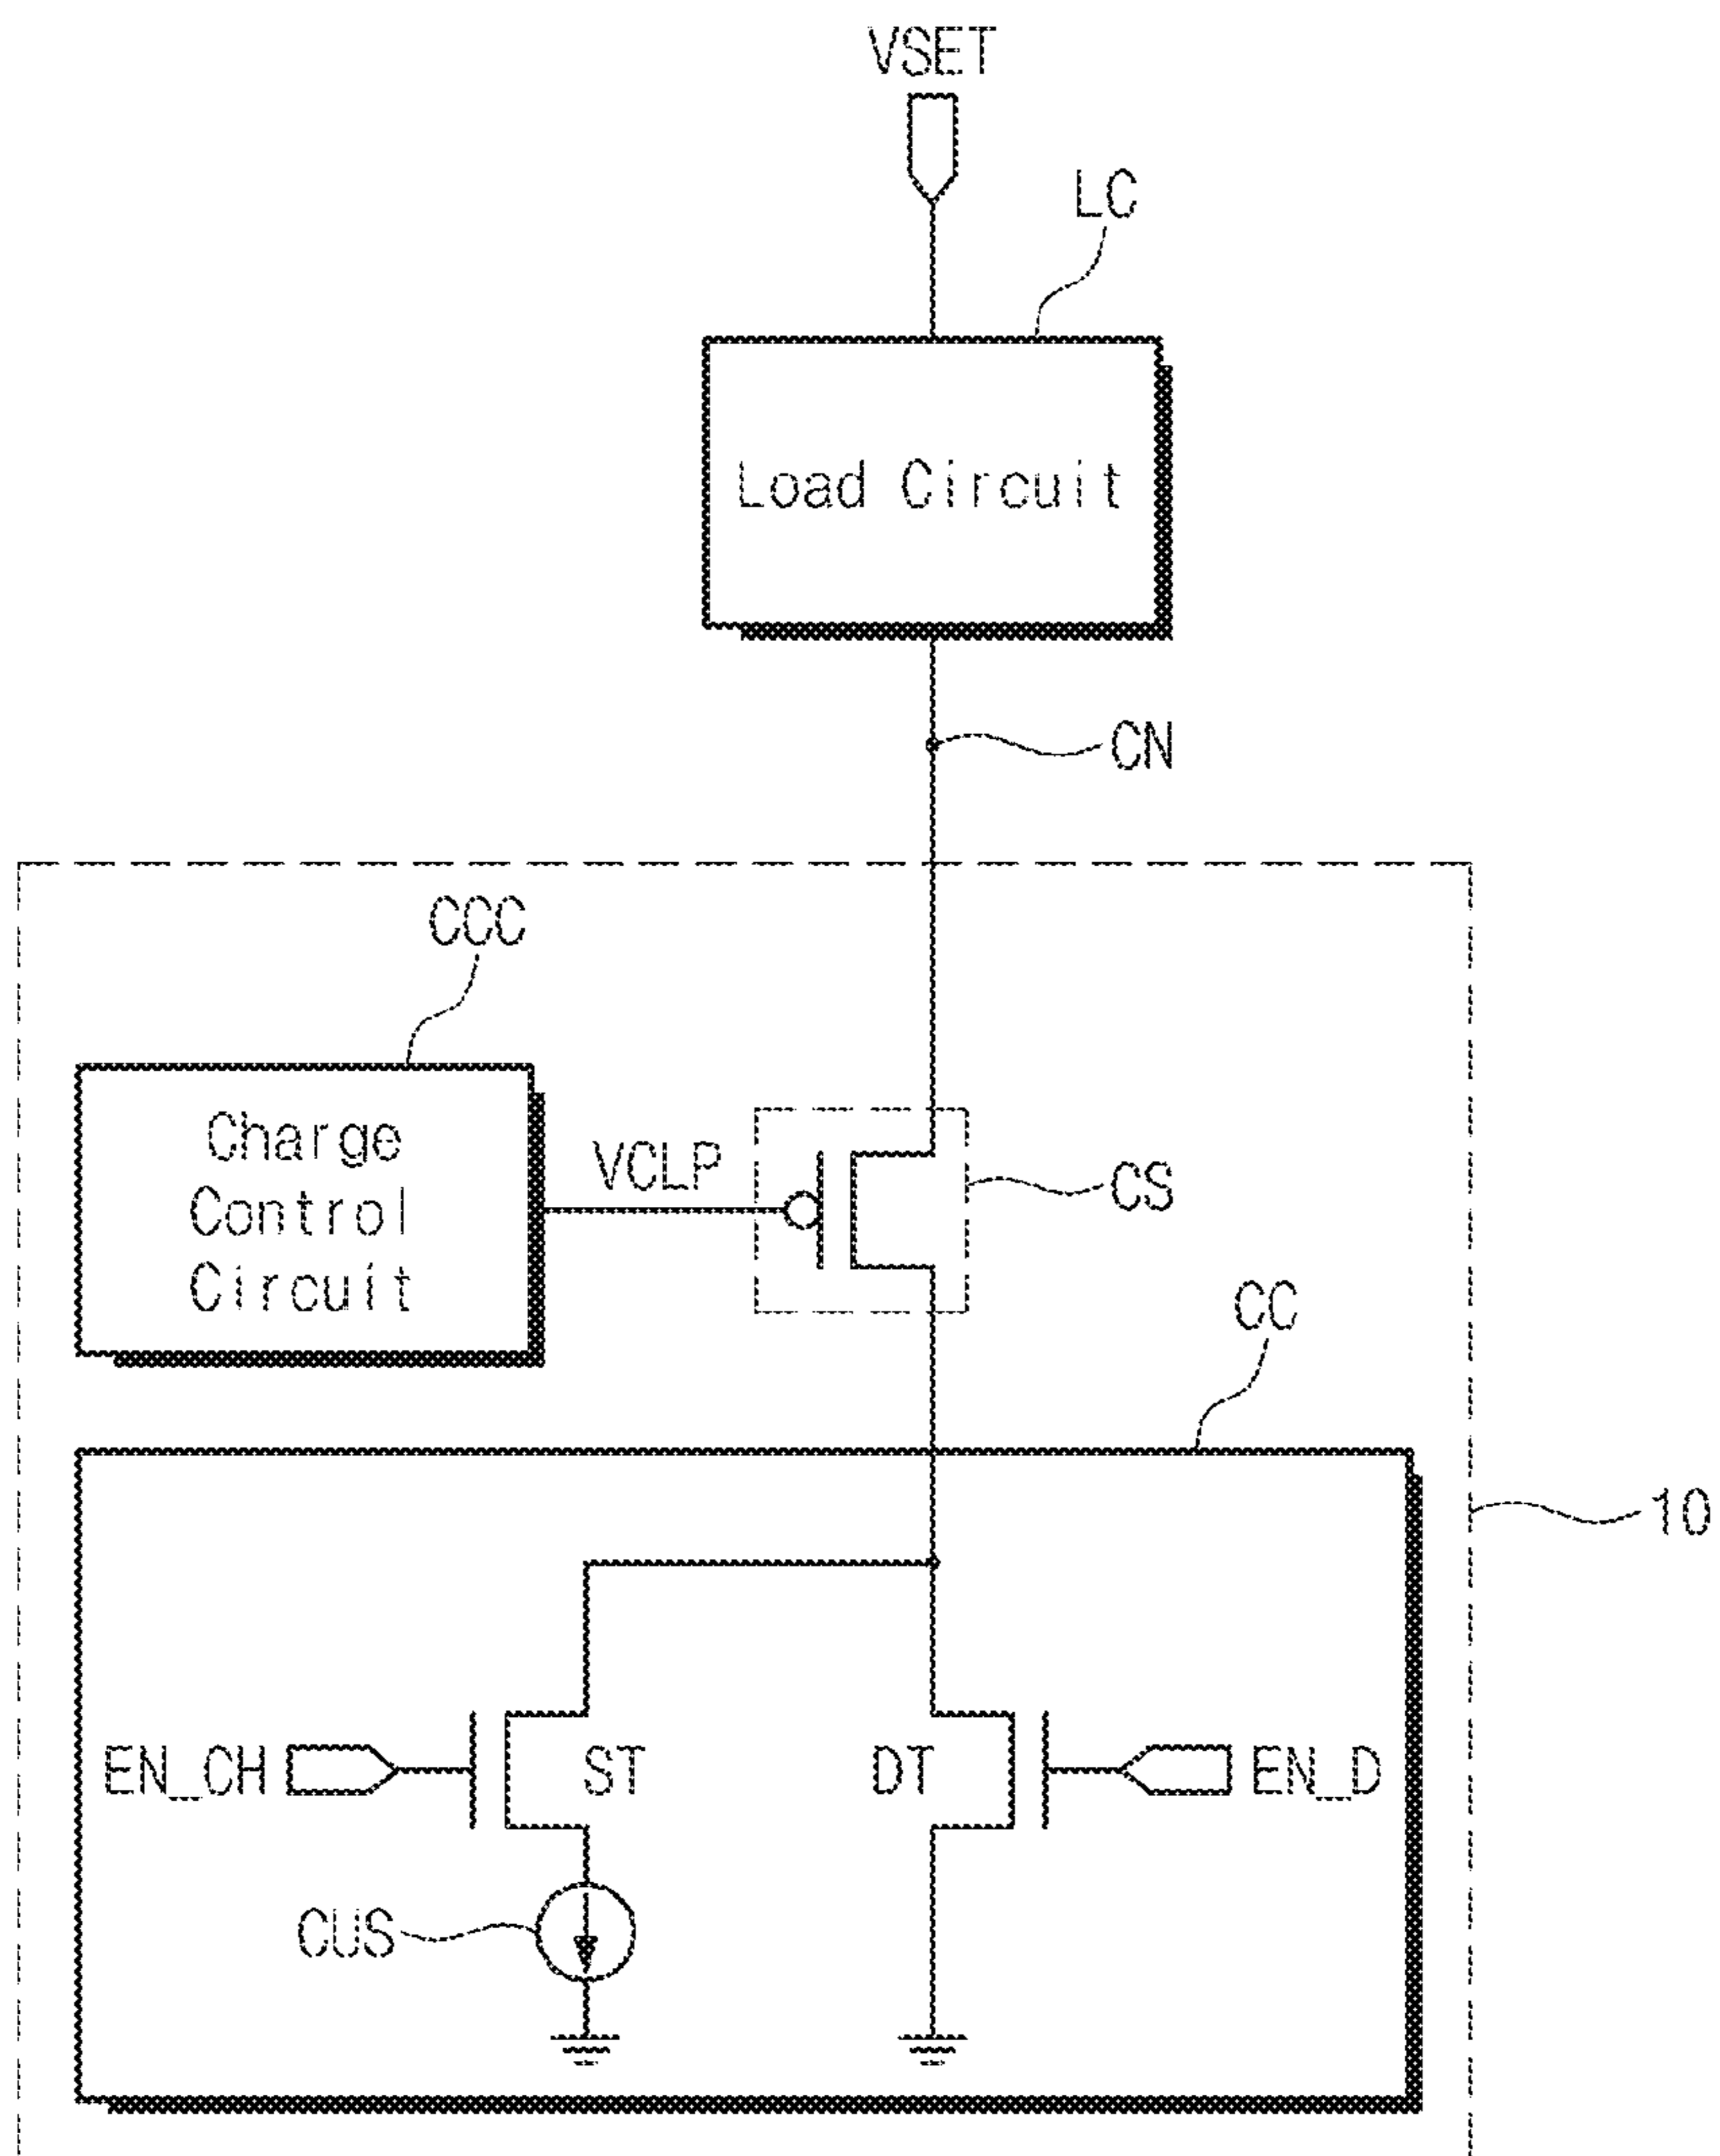 VSET
LC
Load Circuit
CN
CCC
Charge
Control
Circuit
VCLP
CS
CC
10
EN_CH
ST
DT
EN_D
CUS